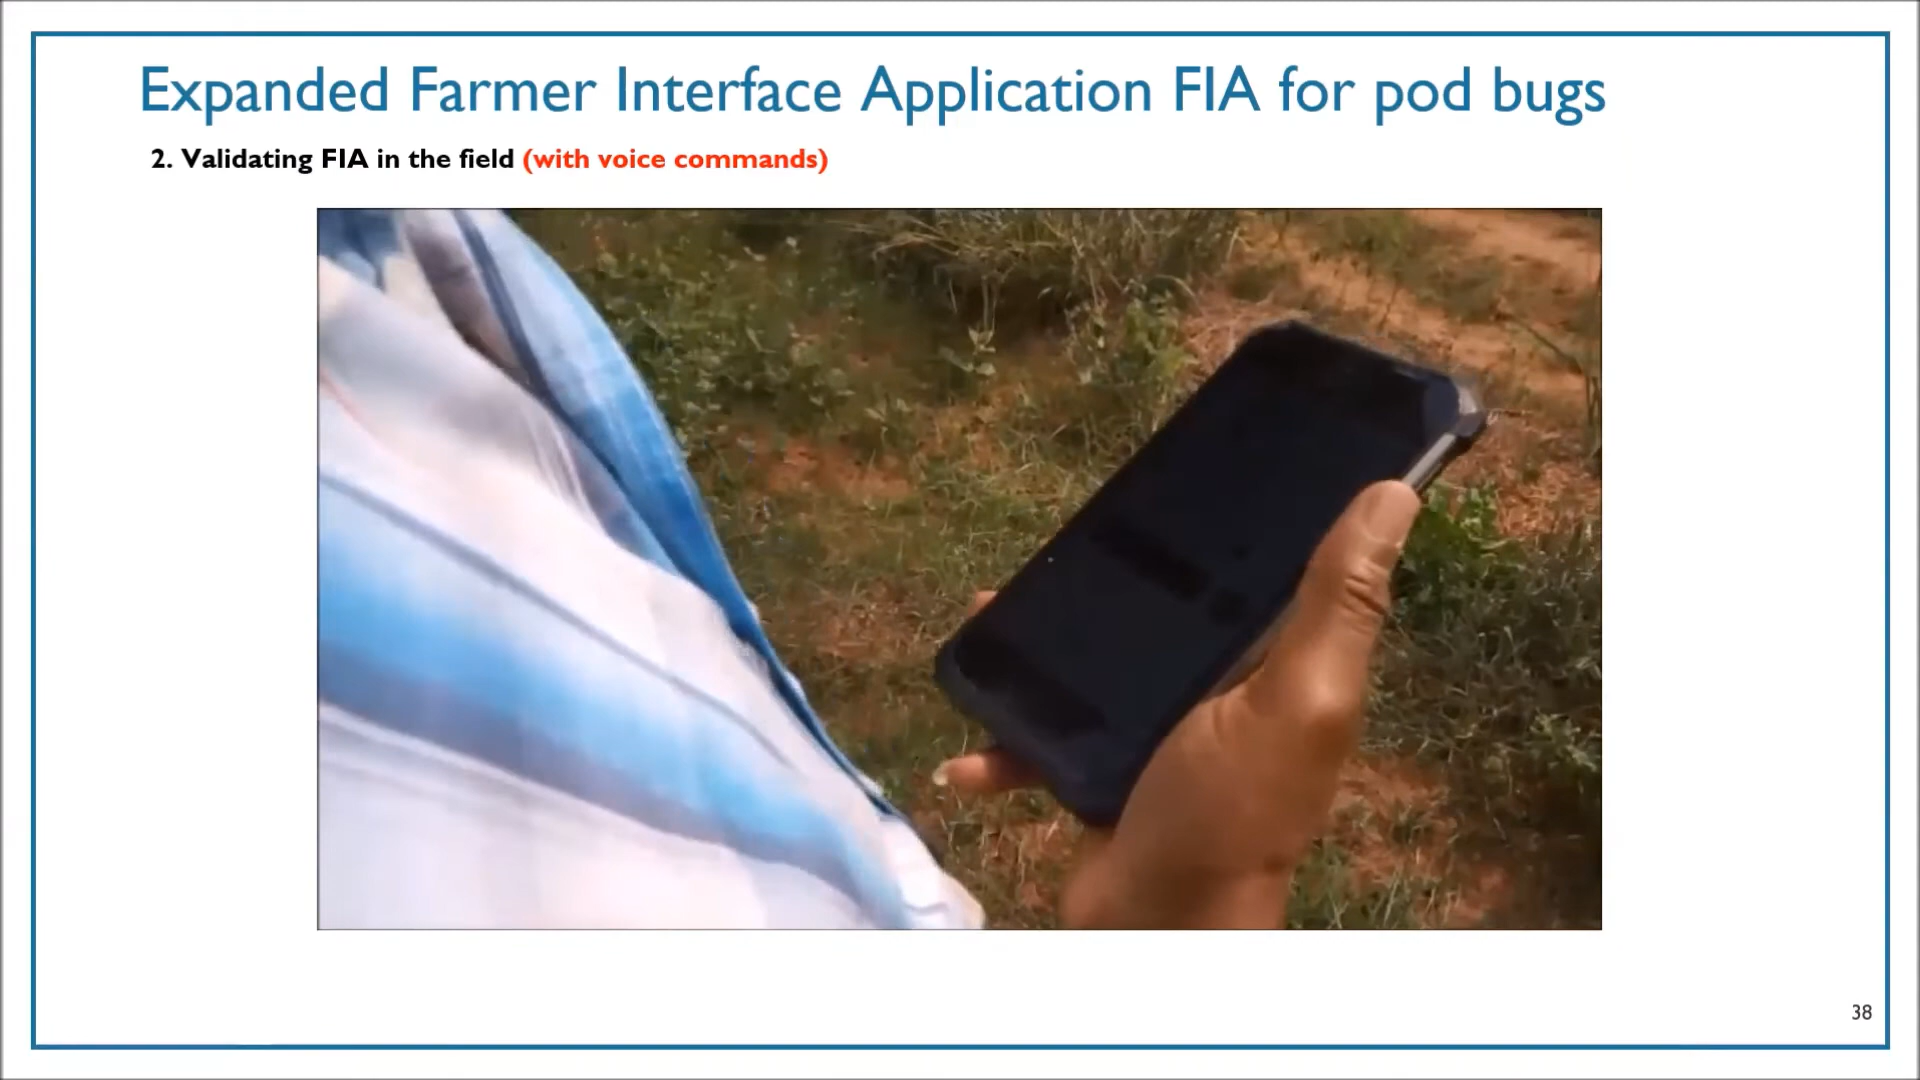 Expanded Farmer Interface Application FIA for pod bugs
2. Validating FIA in the field (with voice commands)
38